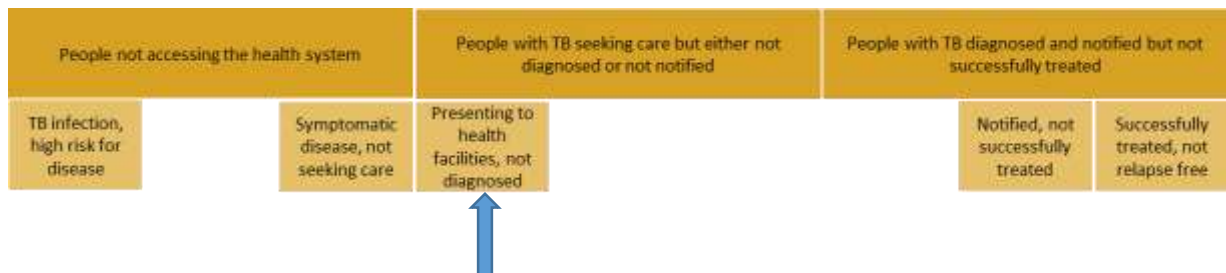 People not accessing the health system
People with TB seeking care but either not
diagnosed or not notified
People with TB diagnosed and notified but not
successfully treated
TB infection,
high risk for
disease
Symptomatic
disease, not
seeking care
Presenting to
health
facilities, not
diagnosed
Notified, not
successfully
treated
Successfully
treated, not
relapse free